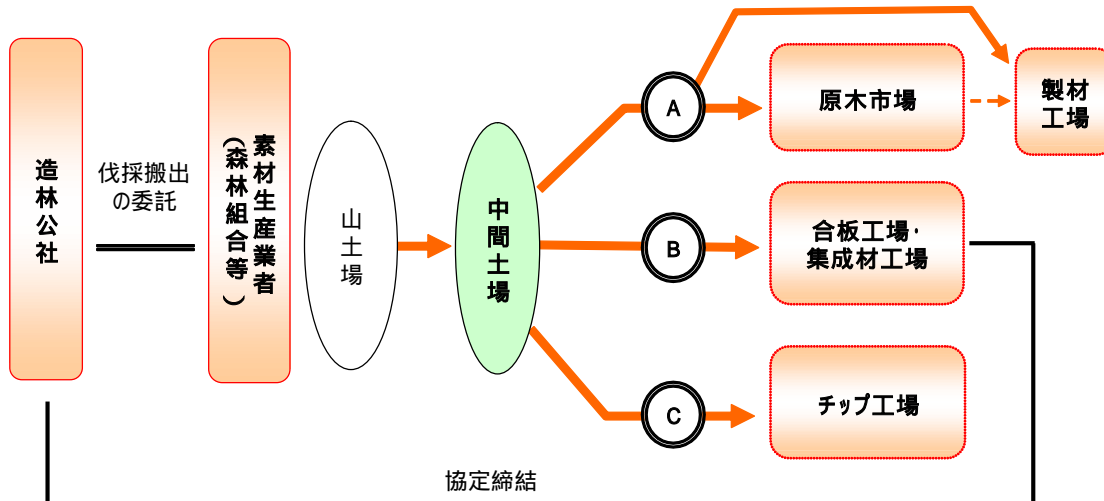 造林公社
伐採搬出
の委託
素材生産業者
（森林組合等）
山土場
中間土場
A
原木市場
製材
工場
B
合板工場・
集成材工場
C
チップ工場
協定締結